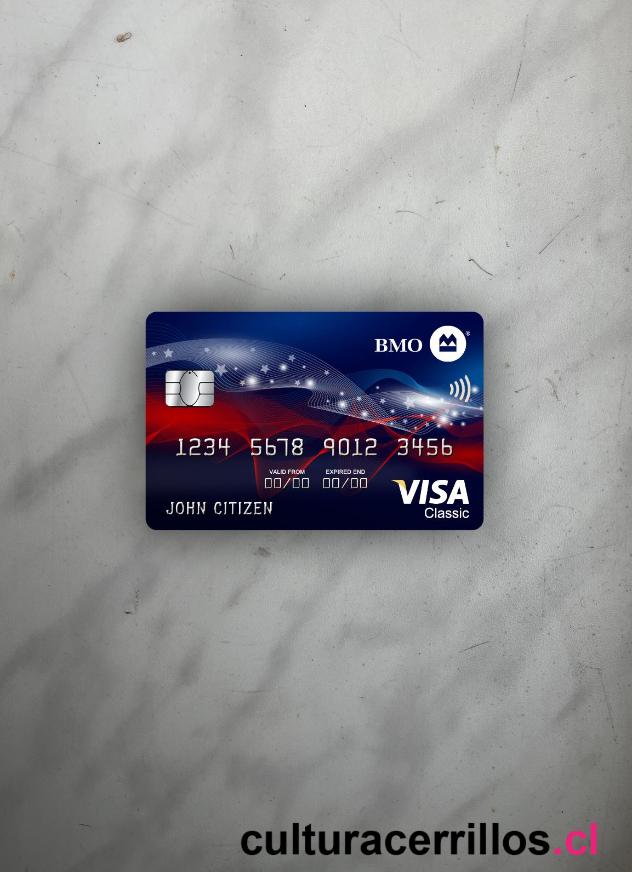 BMO
1234 5678 9012 3456
VALID FROM EXPIRED END
00/00 00/00
VISA
JOHN CITIZEN
Classic
culturacerrillos.cl